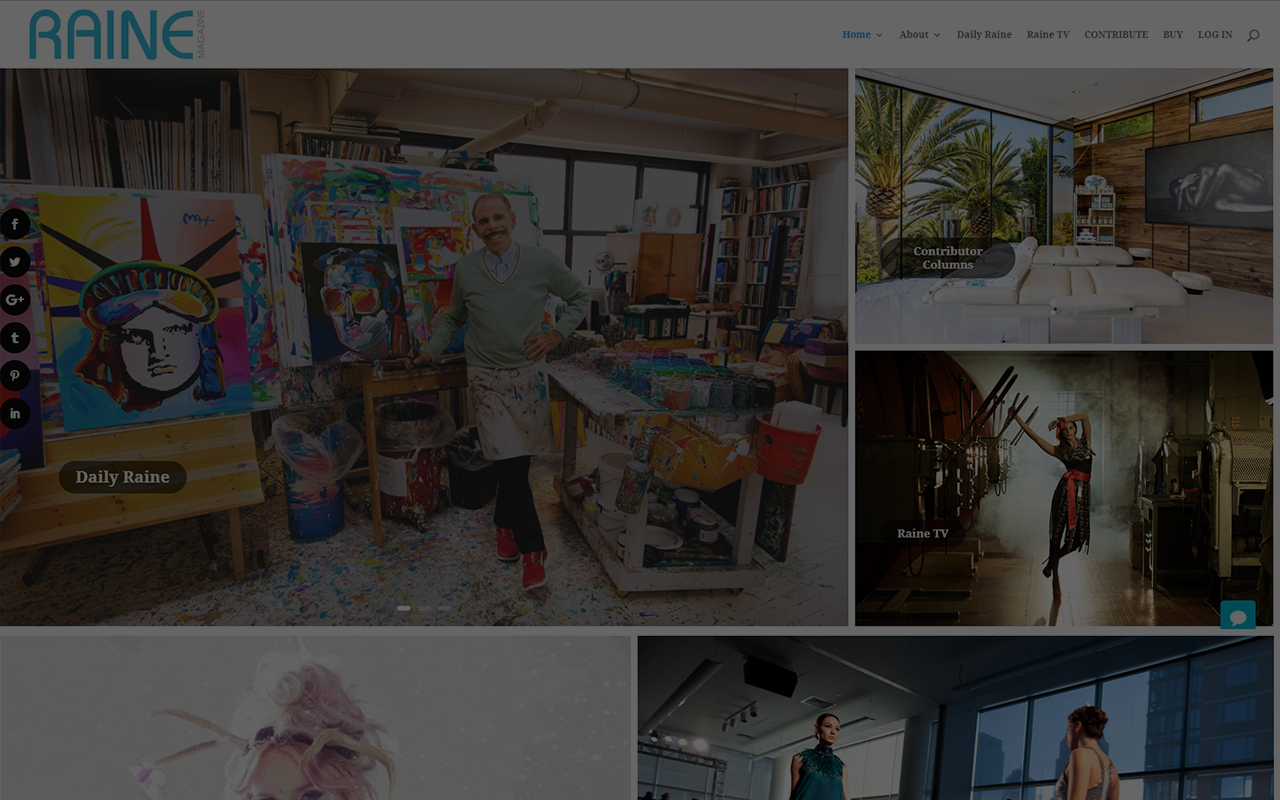 RAINE
MAGAZINE
Home
About
Daily Raine
Raine TV
CONTRIBUTE
BUY
LOG IN
Contributor
Columns
MAX
Daily Raine
Raine TV